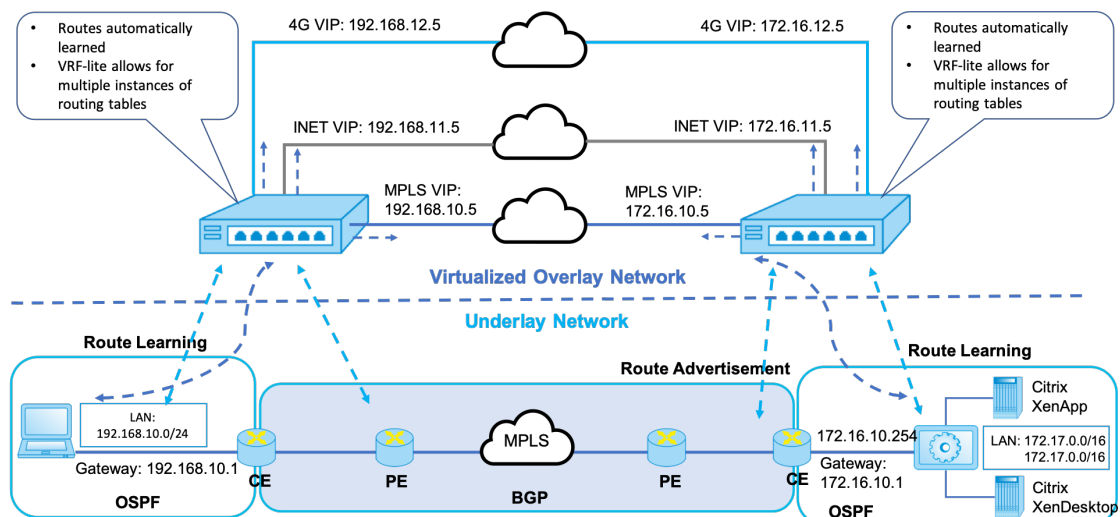 • Routes automatically
learned
• VRF-lite allows for
multiple instances of
routing tables
4G VIP: 192.168.12.5
4G VIP: 172.16.12.5
• Routes automatically
learned
• VRF-lite allows for
multiple instances of
routing tables
INET VIP: 192.168.11.5
INET VIP: 172.16.11.5
MPLS VIP:
192.168.10.5
MPLS VIP:
172.16.10.5
Virtualized Overlay Network
Underlay Network
Route Learning
Route Advertisement
Route Learning
LAN:
192.168.10.0/24
Gateway: 192.168.10.1
OSPF
CE
PE
MPLS
BGP
PE
CE
172.16.10.254
Gateway:
172.16.10.1
OSPF
Citrix
XenApp
LAN: 172.17.0.0/16
172.17.0.0/16
Citrix
XenDesktop